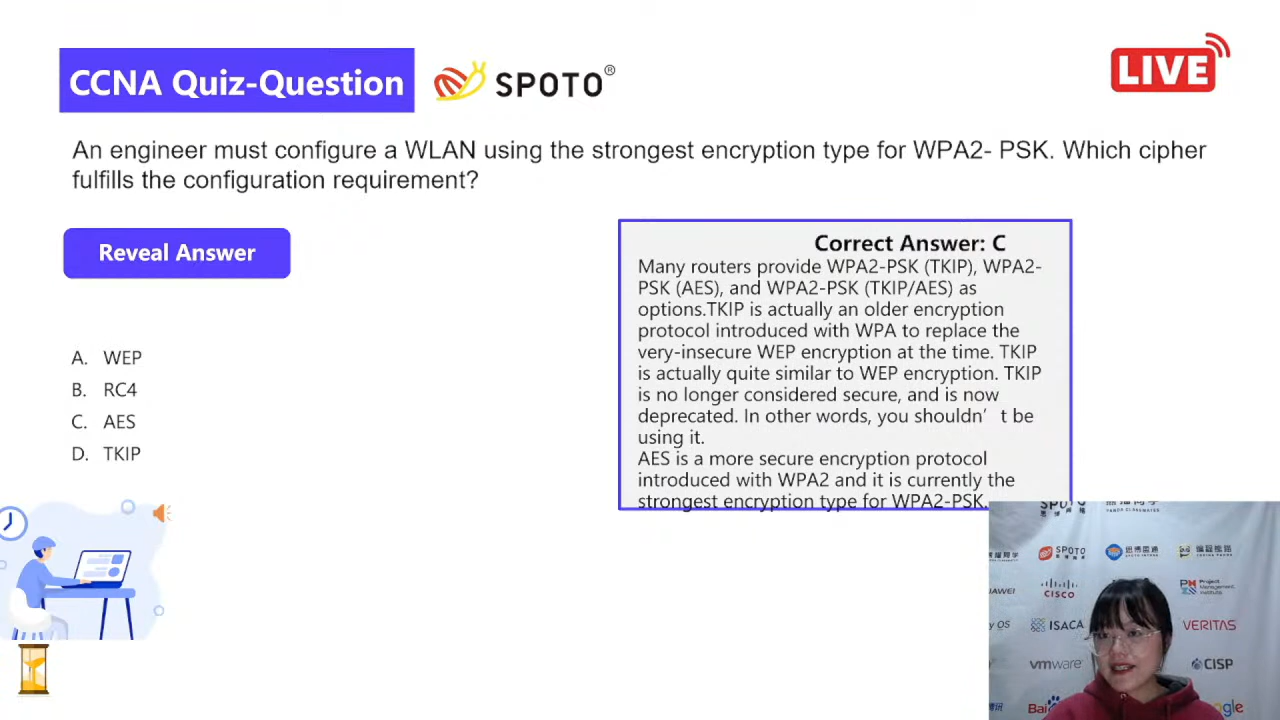 CCNA Quiz-Question
SPOTO®
LIVE
An engineer must configure a WLAN using the strongest encryption type for WPA2- PSK. Which cipher
fulfills the configuration requirement?
Reveal Answer
Correct Answer: C
Many routers provide WPA2-PSK (TKIP), WPA2-
PSK (AES), and WPA2-PSK (TKIP/AES) as
options.TKIP is actually an older encryption
protocol introduced with WPA to replace the
very-insecure WEP encryption at the time. TKIP
is actually quite similar to WEP encryption. TKIP
is no longer considered secure, and is now
deprecated. In other words, you shouldn’ t be
using it.
AES is a more secure encryption protocol
introduced with WPA2 and it is currently the
strongest encryption type for WPA2-PSK.
A. WEP
B. RC4
C. AES
D. TKIP
SPOTO
CISCO
Project
Management
Institute
ISACA
VERITAS
vmware
CISP